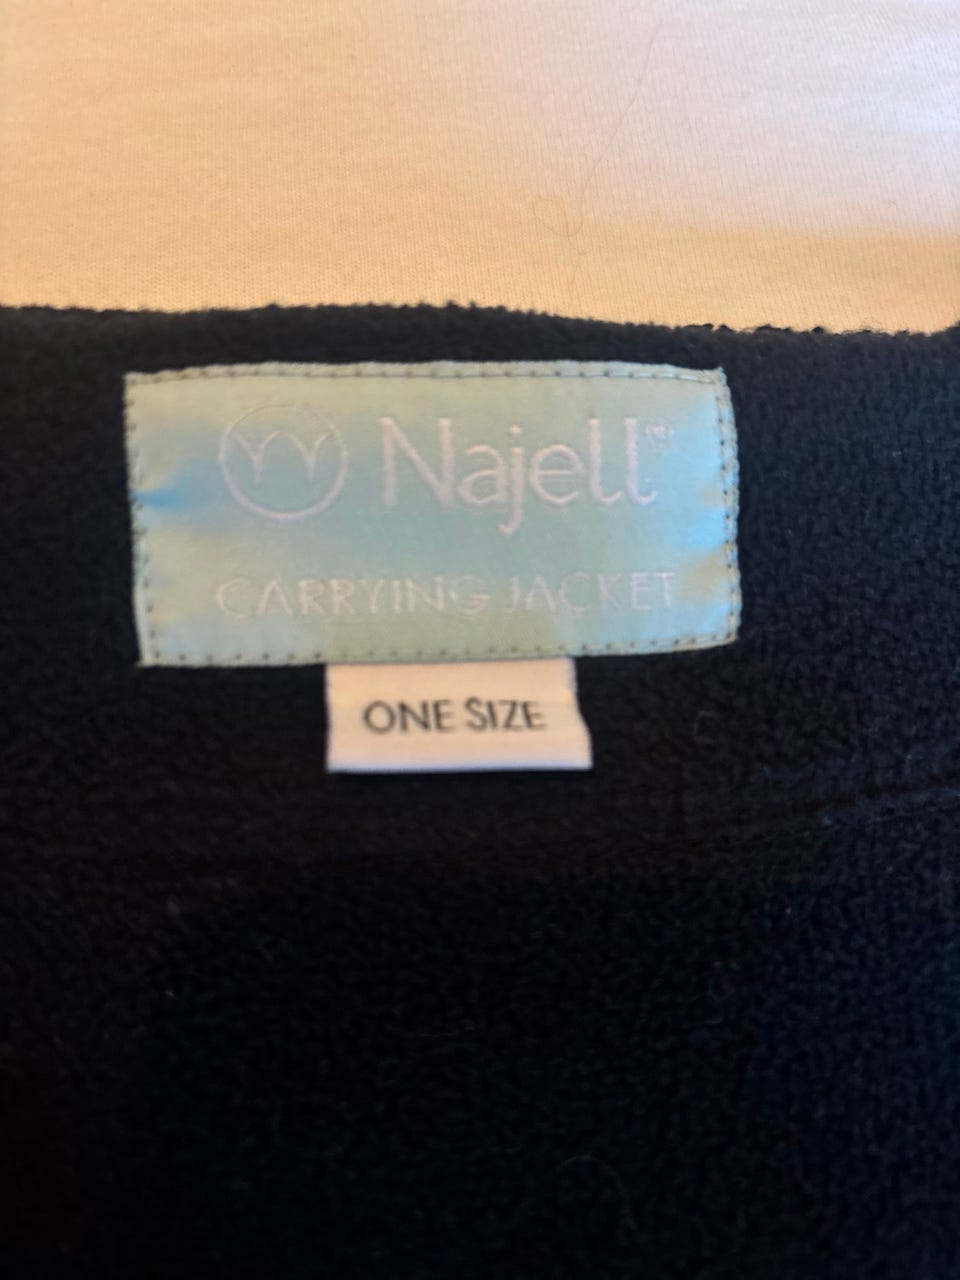 Najell®
CARRYING JACKET
ONE SIZE